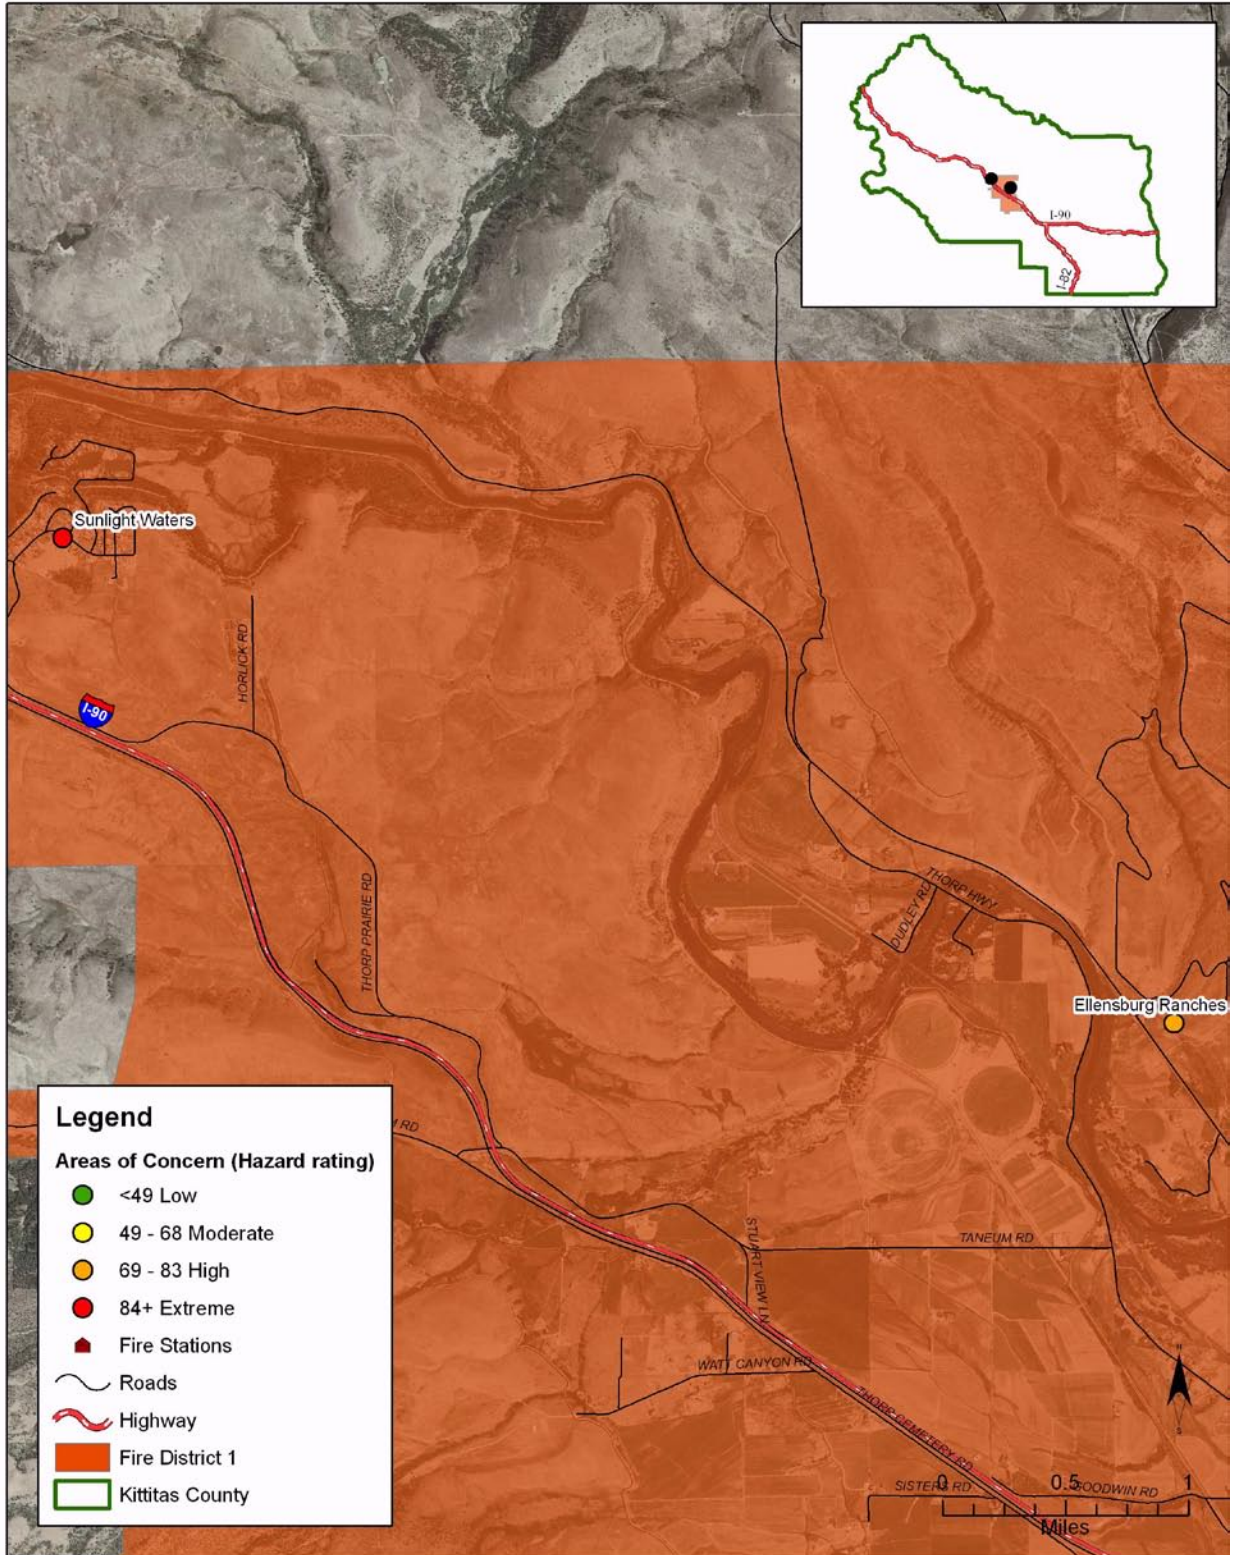 I-90
I-82
Sunlight Waters
HORLICK RD
I-90
THORP PRAIRIE RD
THORP HWY
DUDLEY RD
Ellensburg Ranches
Legend
Areas of Concern (Hazard rating)
<49 Low
49 - 68 Moderate
69 - 83 High
84+ Extreme
Fire Stations
Roads
Highway
Fire District 1
Kittitas County
RD
STUART VIEW LN
TANEUM RD
WATT CANYON RD
THORP CEMETERY RD
SISTERS RD
GOODWIN RD
N
S
0 0.5 1
Miles